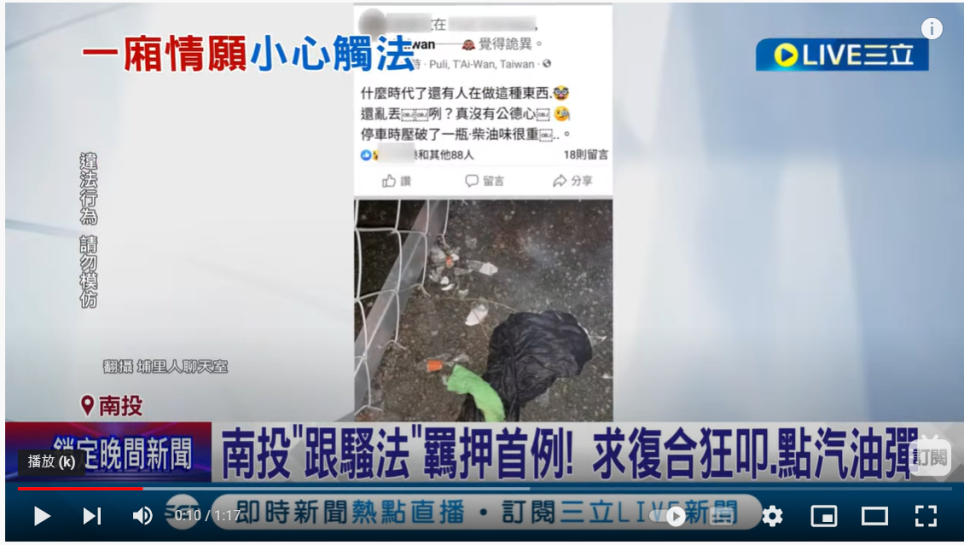 在
一廂情願小心觸法
wan 覺得詭異。
時 · Puli, T'Ai-Wan, Taiwan ·
LIVE三立
什麼時代了還有人在做這種東西.
還亂丟咧？真沒有公德心
停車時壓破了一瓶·柴油味很重..。
和其他88人
18則留言
讚
留言
分享
違法行為 請勿模仿
翻攝 埔里人聊天室
南投
鎖定晚間新聞
南投"跟騷法"羈押首例! 求復合狂叩.點汽油彈
播放 (k)
訂閱
即時新聞熱點直播・訂閱三立LIVE新聞
0:10 / 1:17